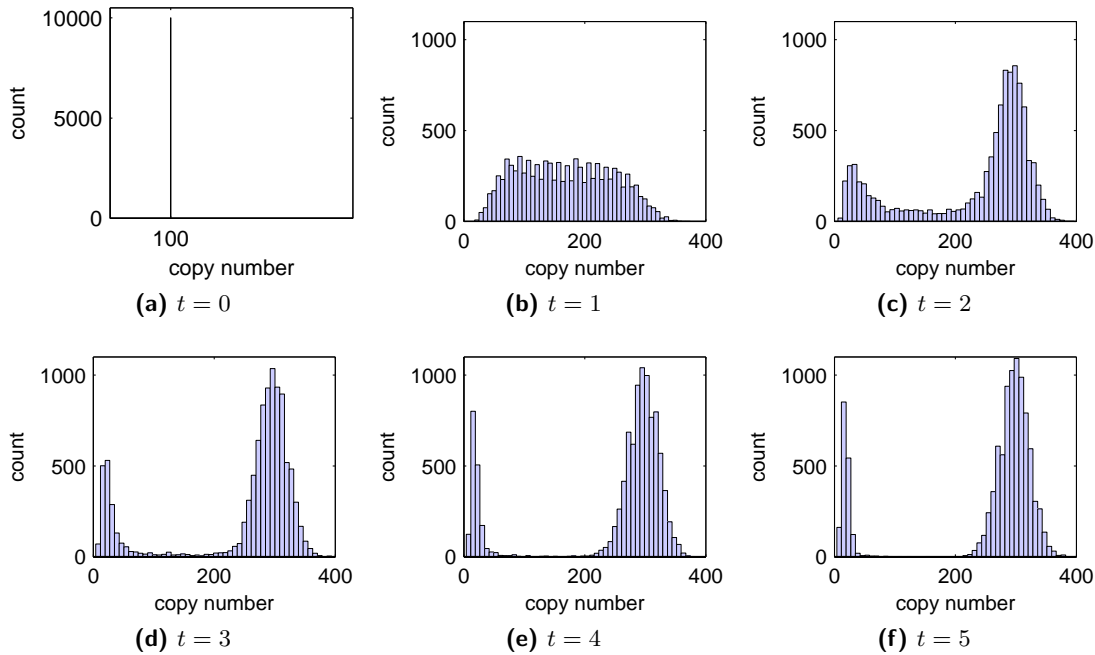 10000
5000
0
count
100
copy number
(a) t = 0
1000
500
0
count
0 200 400
copy number
(b) t = 1
1000
500
0
count
0 200 400
copy number
(c) t = 2
1000
500
0
count
0 200 400
copy number
(d) t = 3
1000
500
0
count
0 200 400
copy number
(e) t = 4
1000
500
0
count
0 200 400
copy number
(f) t = 5